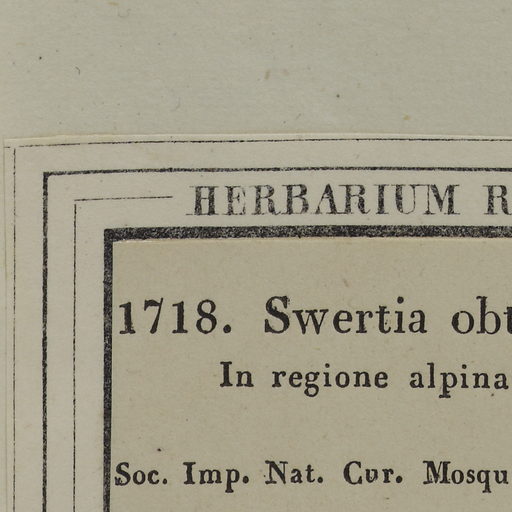 HERBARIUM R
1718. Swertia obt
In regione alpina
Soc. Imp. Nat. Cur. Mosqu